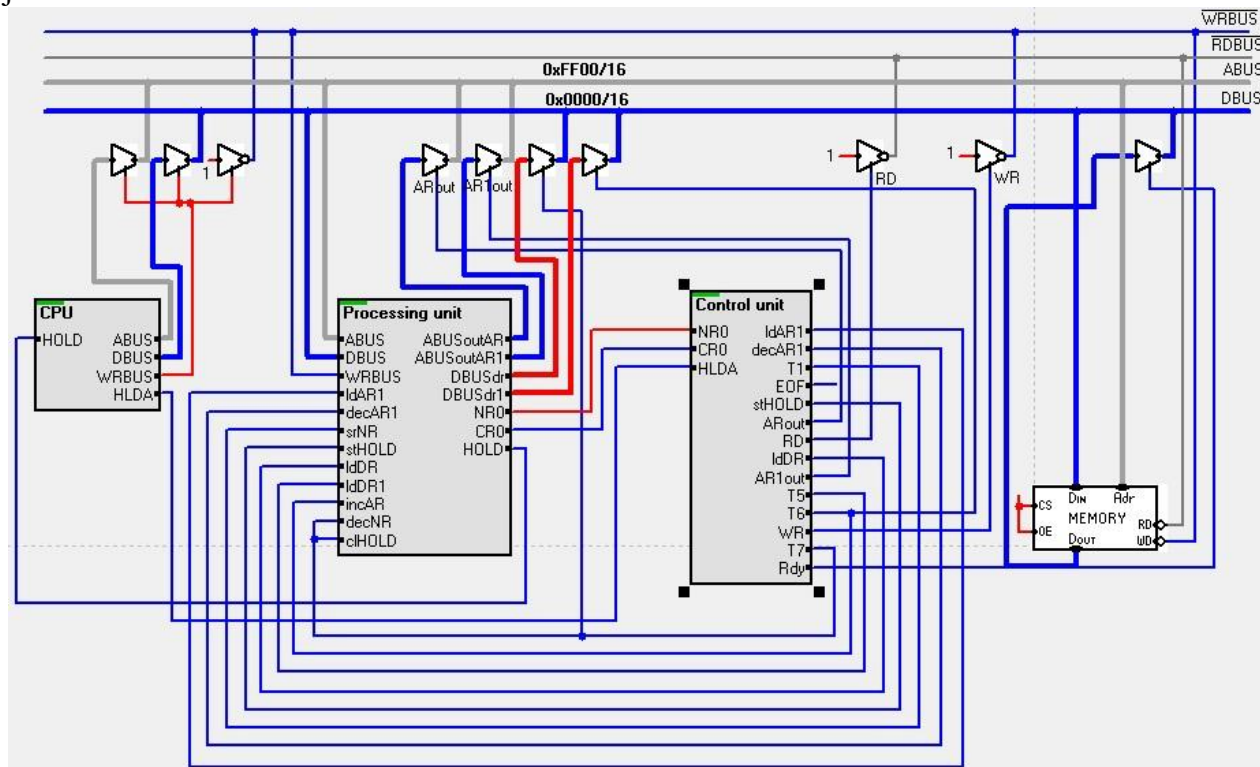 j
WRBUS
RDBUS
0xFF00/16
ABUS
0x0000/16
DBUS
1
ARout
AR1out
1
RD
1
WR
CPU
HOLD
ABUS
DBUS
WRBUS
HLDA
Processing unit
ABUS
DBUS
WRBUS
ldAR1
decAR1
srNR
stHOLD
ldDR
ldDR1
incAR
decNR
clHOLD
ABUSoutAR
ABUSoutAR1
DBUSdr
DBUSdr1
NR0
CR0
HOLD
Control unit
NR0
CR0
HLDA
ldAR1
decAR1
T1
EOF
stHOLD
ARout
RD
ldDR
AR1out
T5
T6
WR
T7
Rdy
DIN
Adr
CS
MEMORY
RD
OE
DOUT
WD